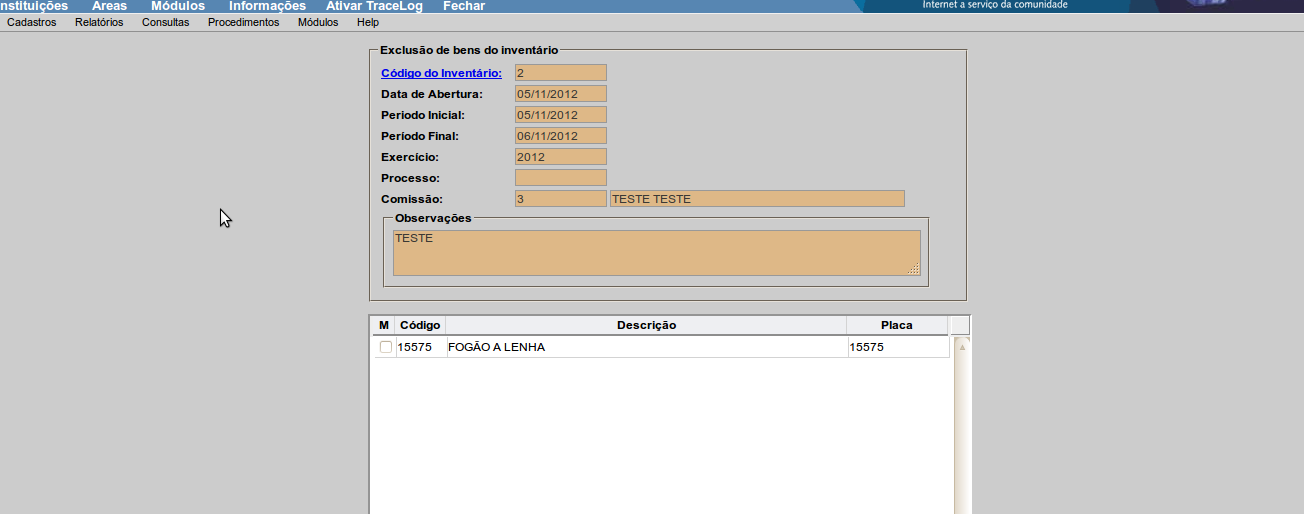 nstituições Areas Módulos Informações Ativar TraceLog Fechar Internet a serviço da comunidade
Cadastros Relatórios Consultas Procedimentos Módulos Help
Exclusão de bens do inventário
Código do Inventário: 2
Data de Abertura: 05/11/2012
Periodo Inicial: 05/11/2012
Período Final: 06/11/2012
Exercício: 2012
Processo:
Comissão: 3 TESTE TESTE
Observações
TESTE
M Código Descrição Placa
15575 FOGÃO A LENHA 15575